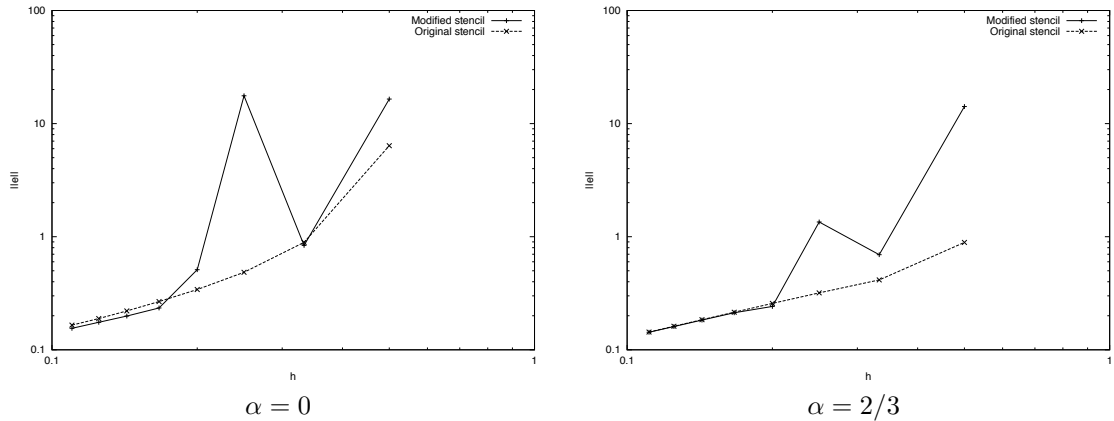 100
10
1
0.1
0.1
1
||e||
h
Modified stencil
Original stencil
α = 0
100
10
1
0.1
0.1
1
||e||
h
Modified stencil
Original stencil
α = 2/3